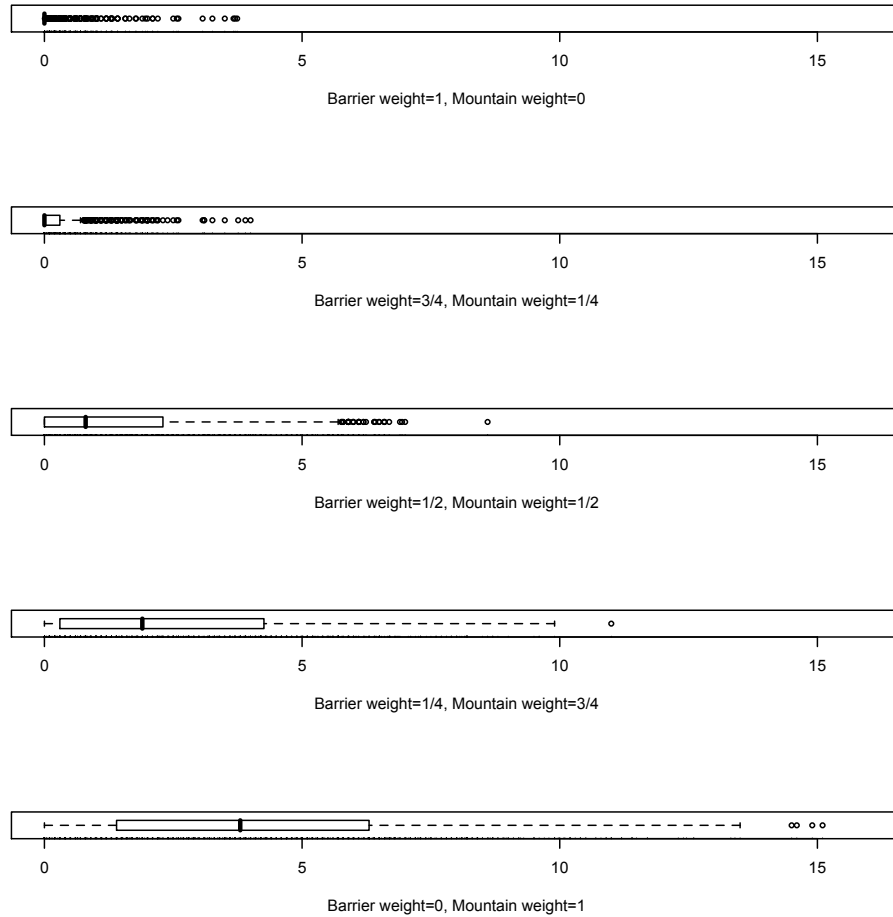 0 5 10 15
Barrier weight=1, Mountain weight=0
0 5 10 15
Barrier weight=3/4, Mountain weight=1/4
0 5 10 15
Barrier weight=1/2, Mountain weight=1/2
0 5 10 15
Barrier weight=1/4, Mountain weight=3/4
0 5 10 15
Barrier weight=0, Mountain weight=1